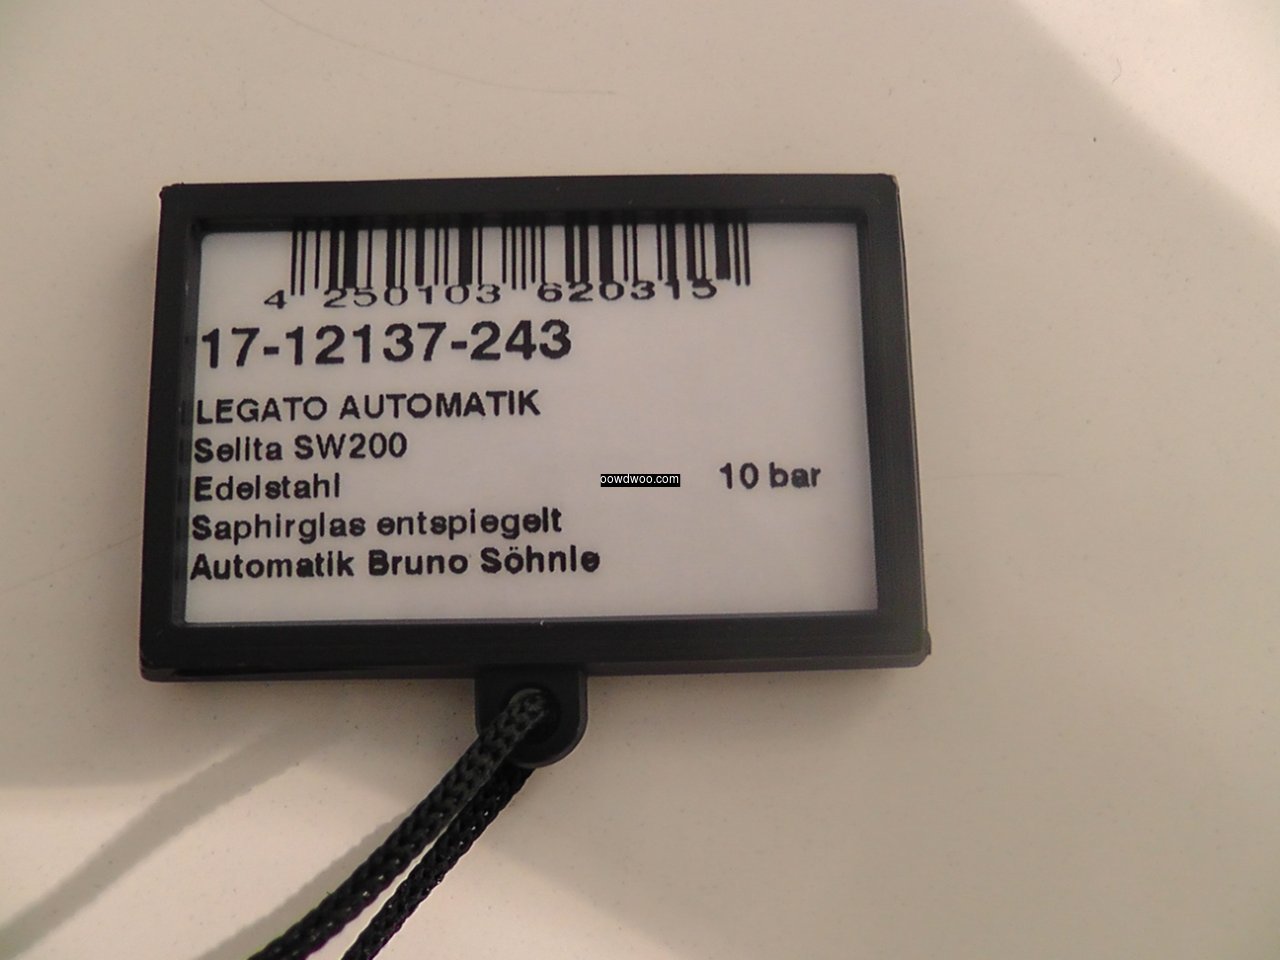 4 250103 620315
17-12137-243
LEGATO AUTOMATIK
Selita SW200
Edelstahl
10 bar
Saphirglas entspiegelt
Automatik Bruno Söhnle
oowdwoo.com